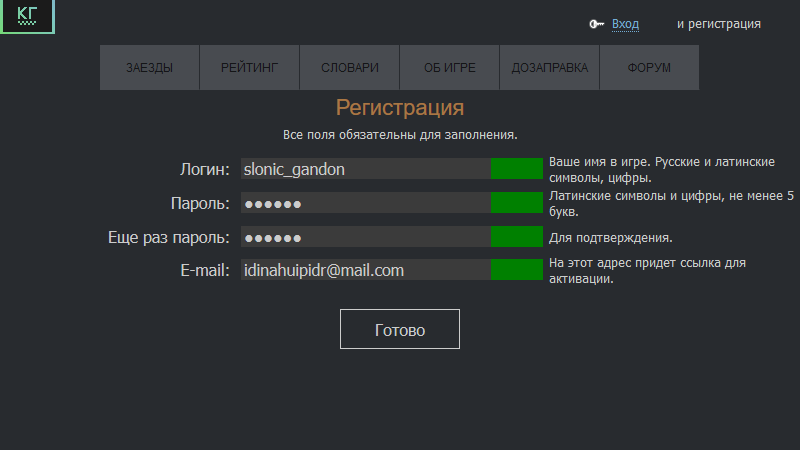 КГ
Вход и регистрация
ЗАЕЗДЫ РЕЙТИНГ СЛОВАРИ ОБ ИГРЕ ДОЗАПРАВКА ФОРУМ
Регистрация
Все поля обязательны для заполнения.
Логин: slonic_gandon
Ваше имя в игре. Русские и латинские
символы, цифры.
Пароль: ●●●●●●
Латинские символы и цифры, не менее 5
букв.
Еще раз пароль: ●●●●●●
Для подтверждения.
E-mail: idinahuipidr@mail.com
На этот адрес придет ссылка для
активации.
Готово